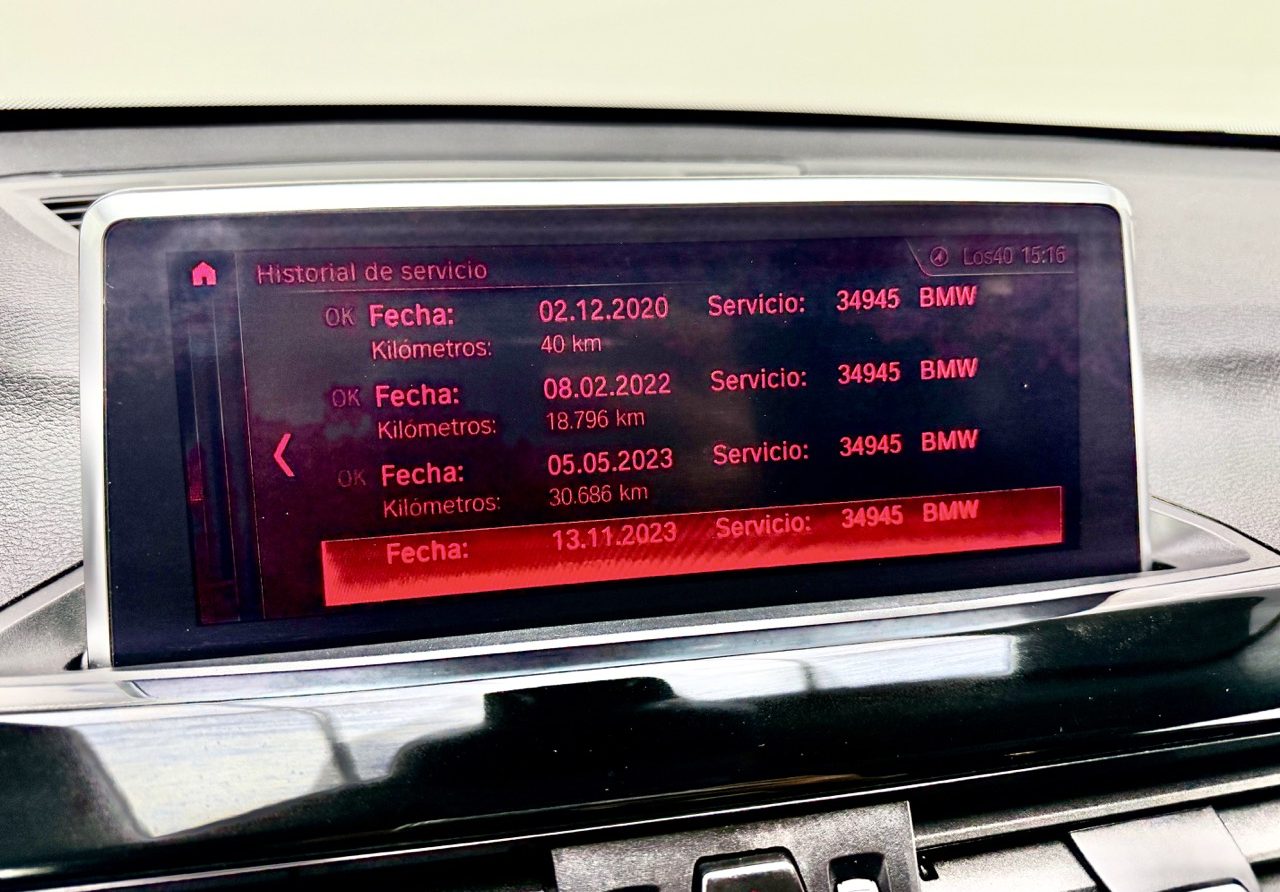 Historial de servicio Los40 15:16
OK Fecha: 02.12.2020 Servicio: 34945 BMW
Kilómetros: 40 km
OK Fecha: 08.02.2022 Servicio: 34945 BMW
Kilómetros: 18.796 km
OK Fecha: 05.05.2023 Servicio: 34945 BMW
Kilómetros: 30.686 km
Fecha: 13.11.2023 Servicio: 34945 BMW